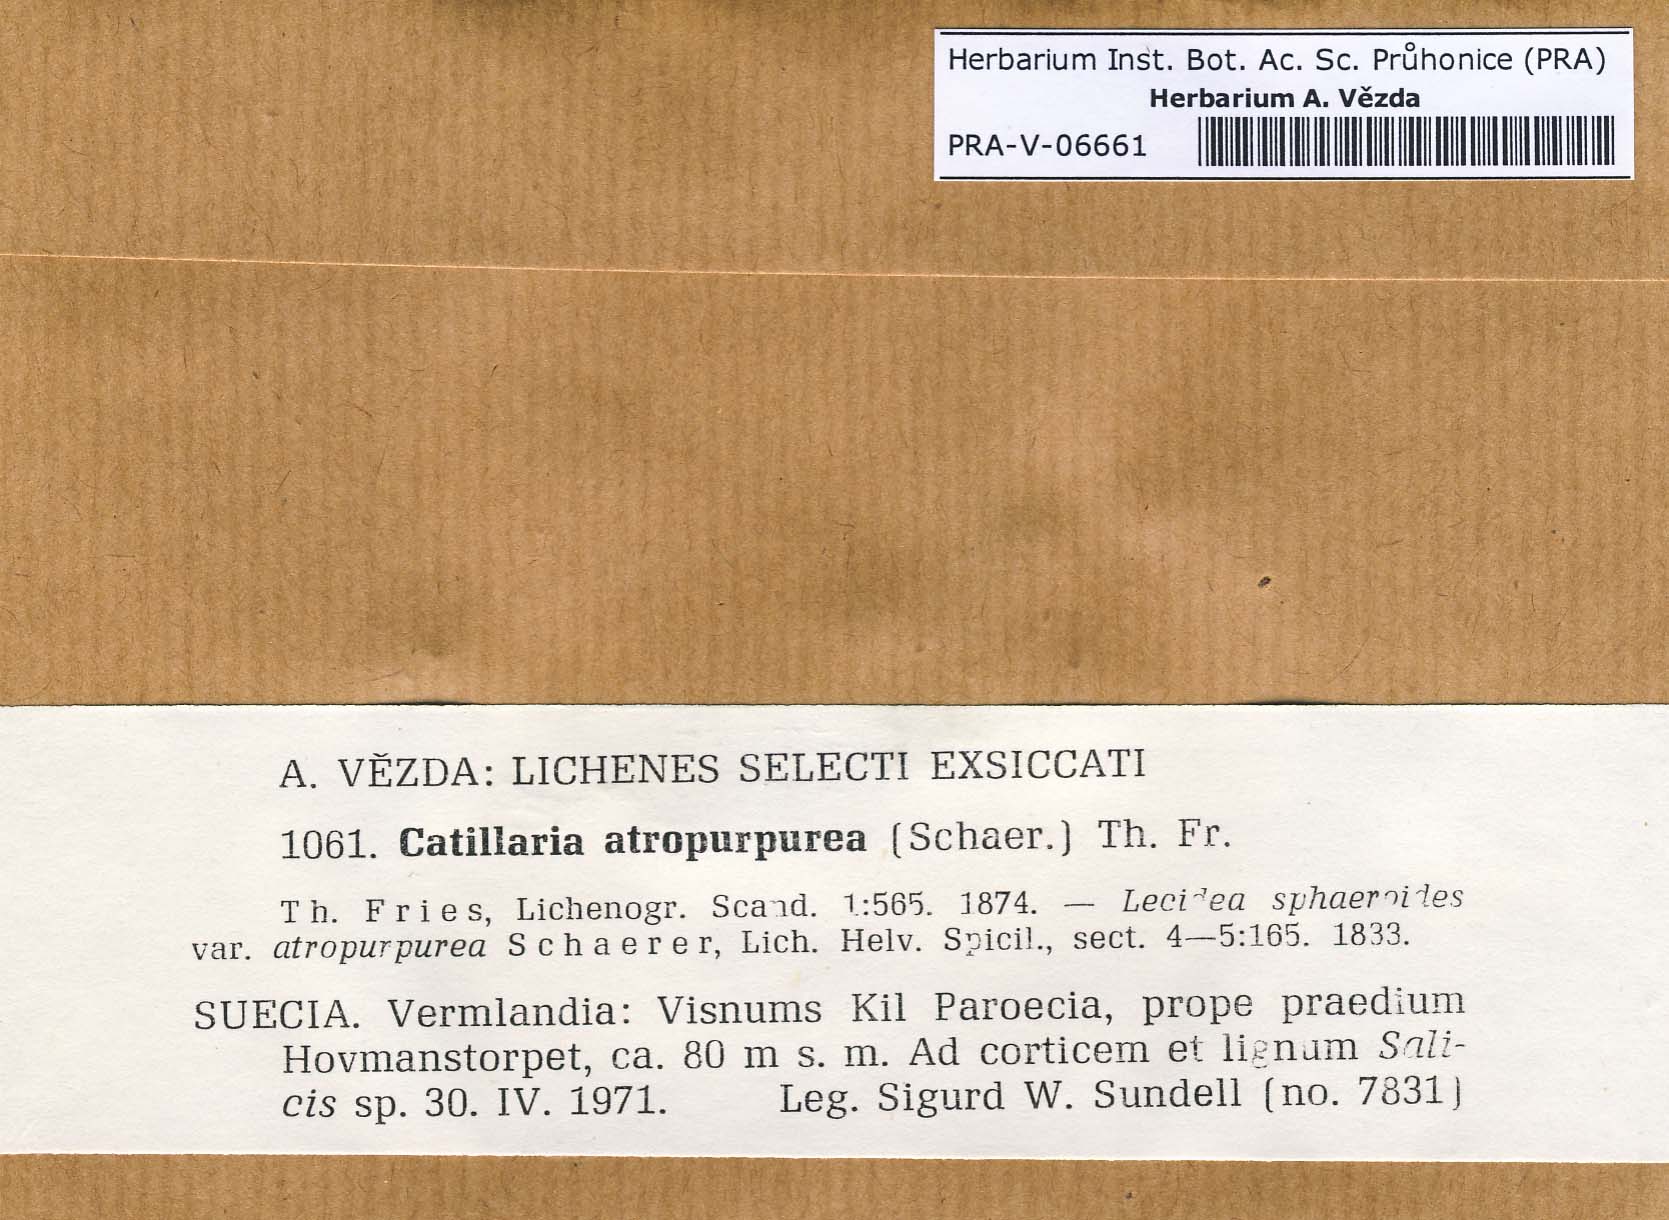 Herbarium Inst. Bot. Ac. Sc. Průhonice (PRA)
Herbarium A. Vězda
PRA-V-06661
A. VĚZDA: LICHENES SELECTI EXSICCATI
1061. Catillaria atropurpurea (Schaer.) Th. Fr.
Th. Fries, Lichenogr. Scand. 1:565. 1874. — Lecidea sphaeroides
var. atropurpurea Schaerer, Lich. Helv. Spicil., sect. 4—5:165. 1833.
SUECIA. Vermlandia: Visnums Kil Paroecia, prope praedium
Hovmanstorpet, ca. 80 m s. m. Ad corticem et lignum Sali-
cis sp. 30. IV. 1971. Leg. Sigurd W. Sundell (no. 7831)